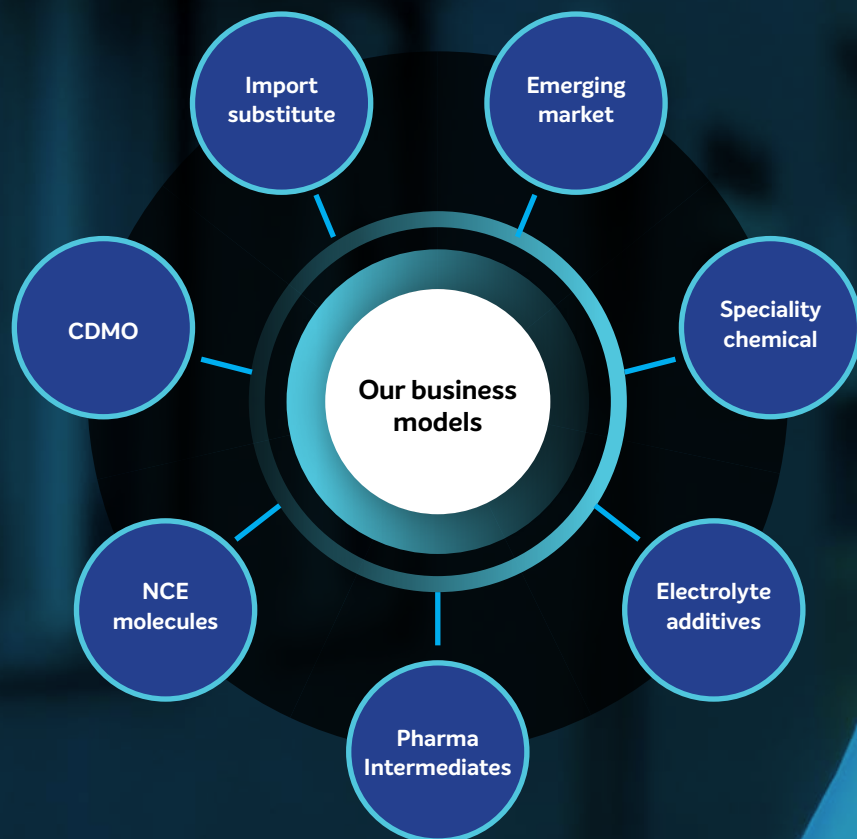 Import
substitute
Emerging
market
CDMO
Speciality
chemical
Our business
models
NCE
molecules
Electrolyte
additives
Pharma
Intermediates